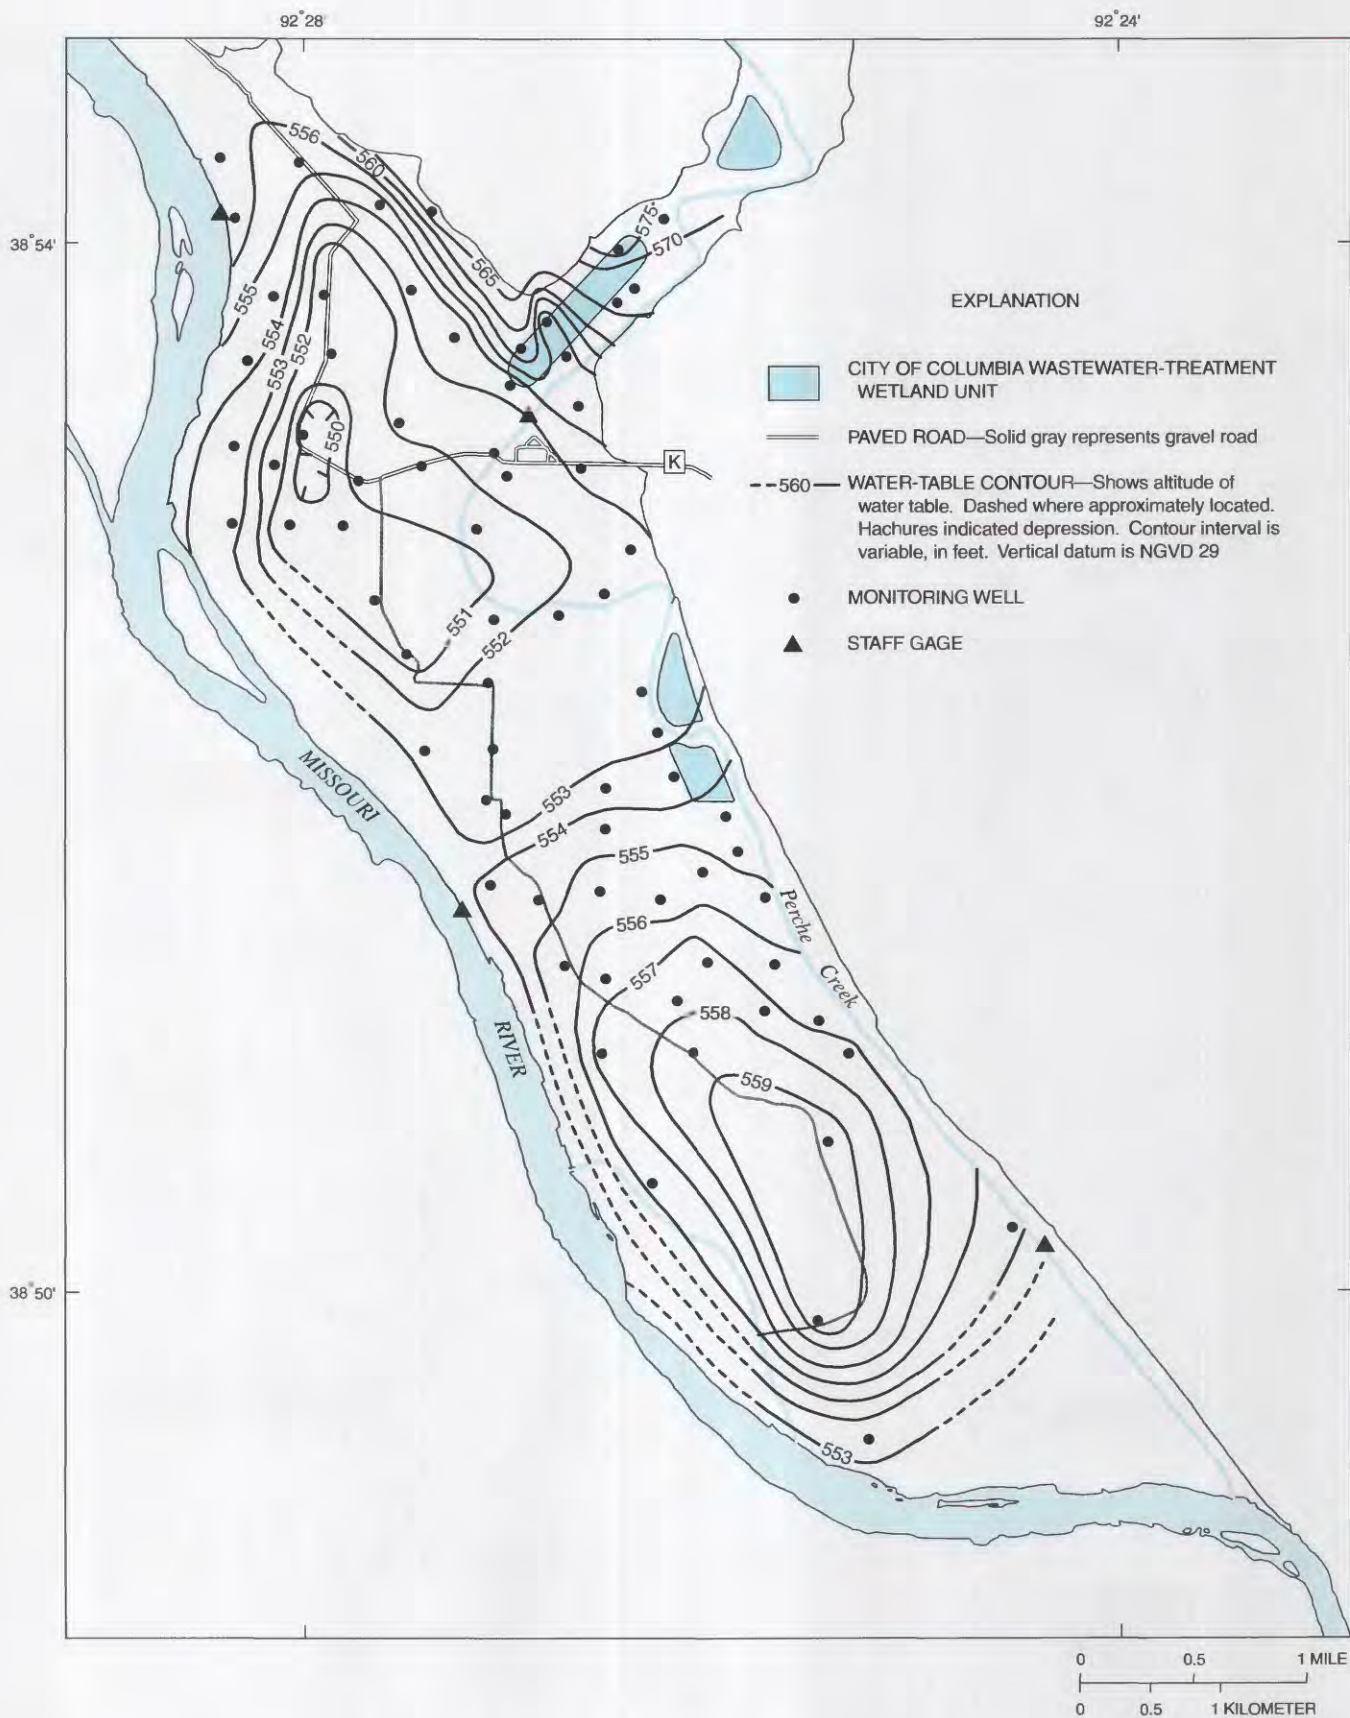 92°28'
92°24'
556
560
575
570
38°54'
565
555
554
553
552
550
EXPLANATION
CITY OF COLUMBIA WASTEWATER-TREATMENT
WETLAND UNIT
PAVED ROAD—Solid gray represents gravel road
560
WATER-TABLE CONTOUR—Shows altitude of
water table. Dashed where approximately located.
Hachures indicated depression. Contour interval is
variable, in feet. Vertical datum is NGVD 29
MONITORING WELL
STAFF GAGE
K
551
552
MISSOURI
RIVER
553
554
555
556
557
558
559
Perche
Creek
38°50'
553
0 0.5 1 MILE
0 0.5 1 KILOMETER